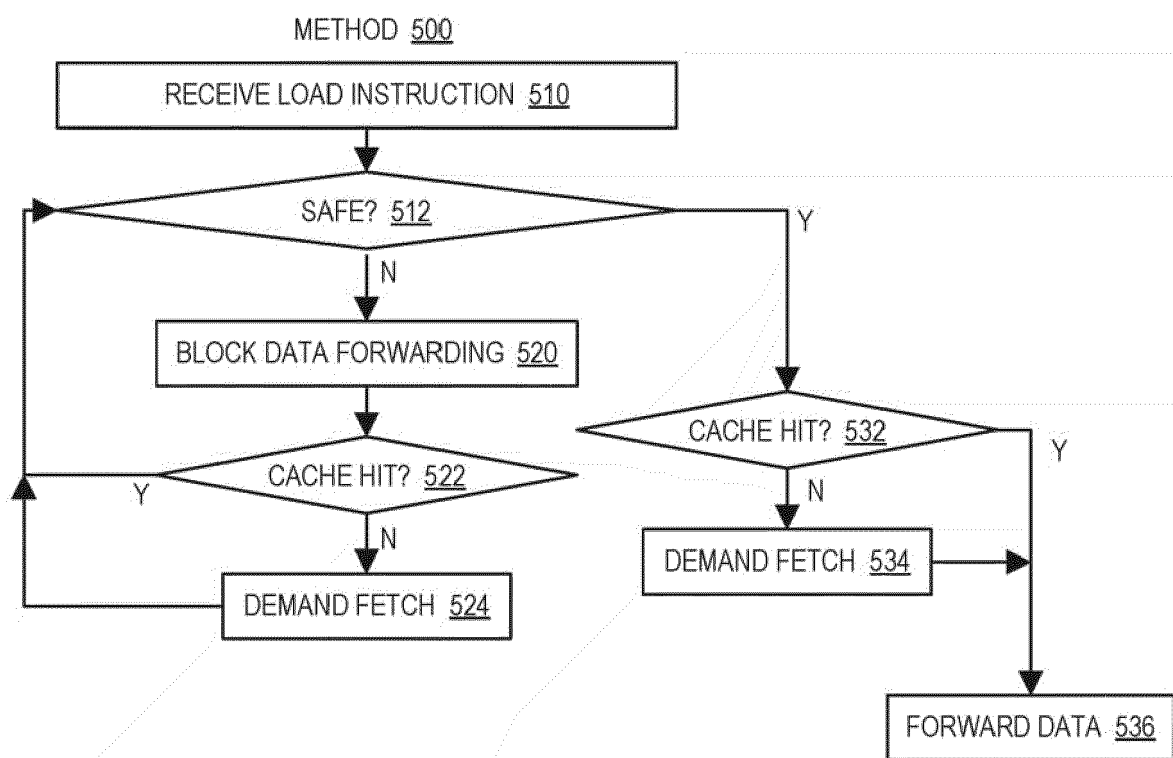 METHOD 500
RECEIVE LOAD INSTRUCTION 510
SAFE? 512
Y
N
BLOCK DATA FORWARDING 520
CACHE HIT? 532
Y
CACHE HIT? 522
Y
N
N
DEMAND FETCH 534
DEMAND FETCH 524
FORWARD DATA 536